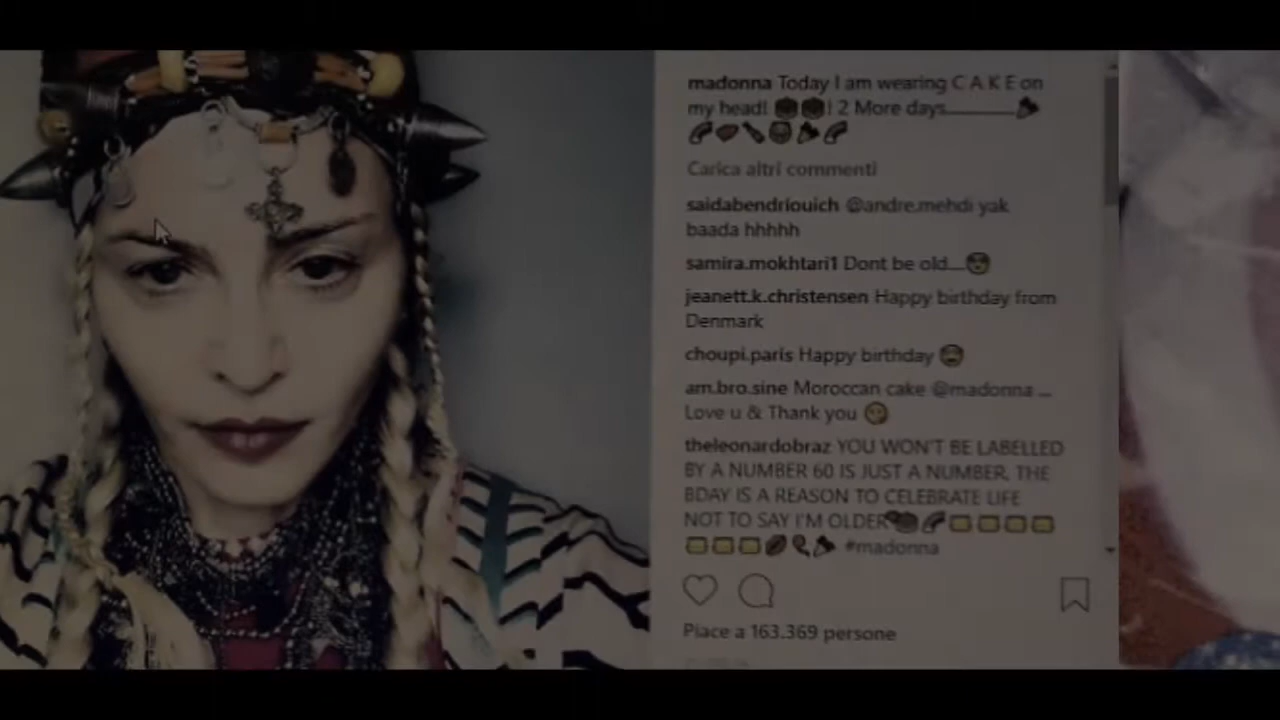 madonna Today I am wearing C A K E on
my head! ! 2 More days..................
Carica altri commenti
saidabendriouich @andre.mehdi yak
baada hhhhh
samira.mokhtari1 Dont be old....
jeanett.k.christensen Happy birthday from
Denmark
choupi.paris Happy birthday
am.bro.sine Moroccan cake @madonna ...
Love u & Thank you
theleonardobraz YOU WON'T BE LABELLED
BY A NUMBER 60 IS JUST A NUMBER, THE
BDAY IS A REASON TO CELEBRATE LIFE
NOT TO SAY I'M OLDER
#madonna
Piace a 163.369 persone